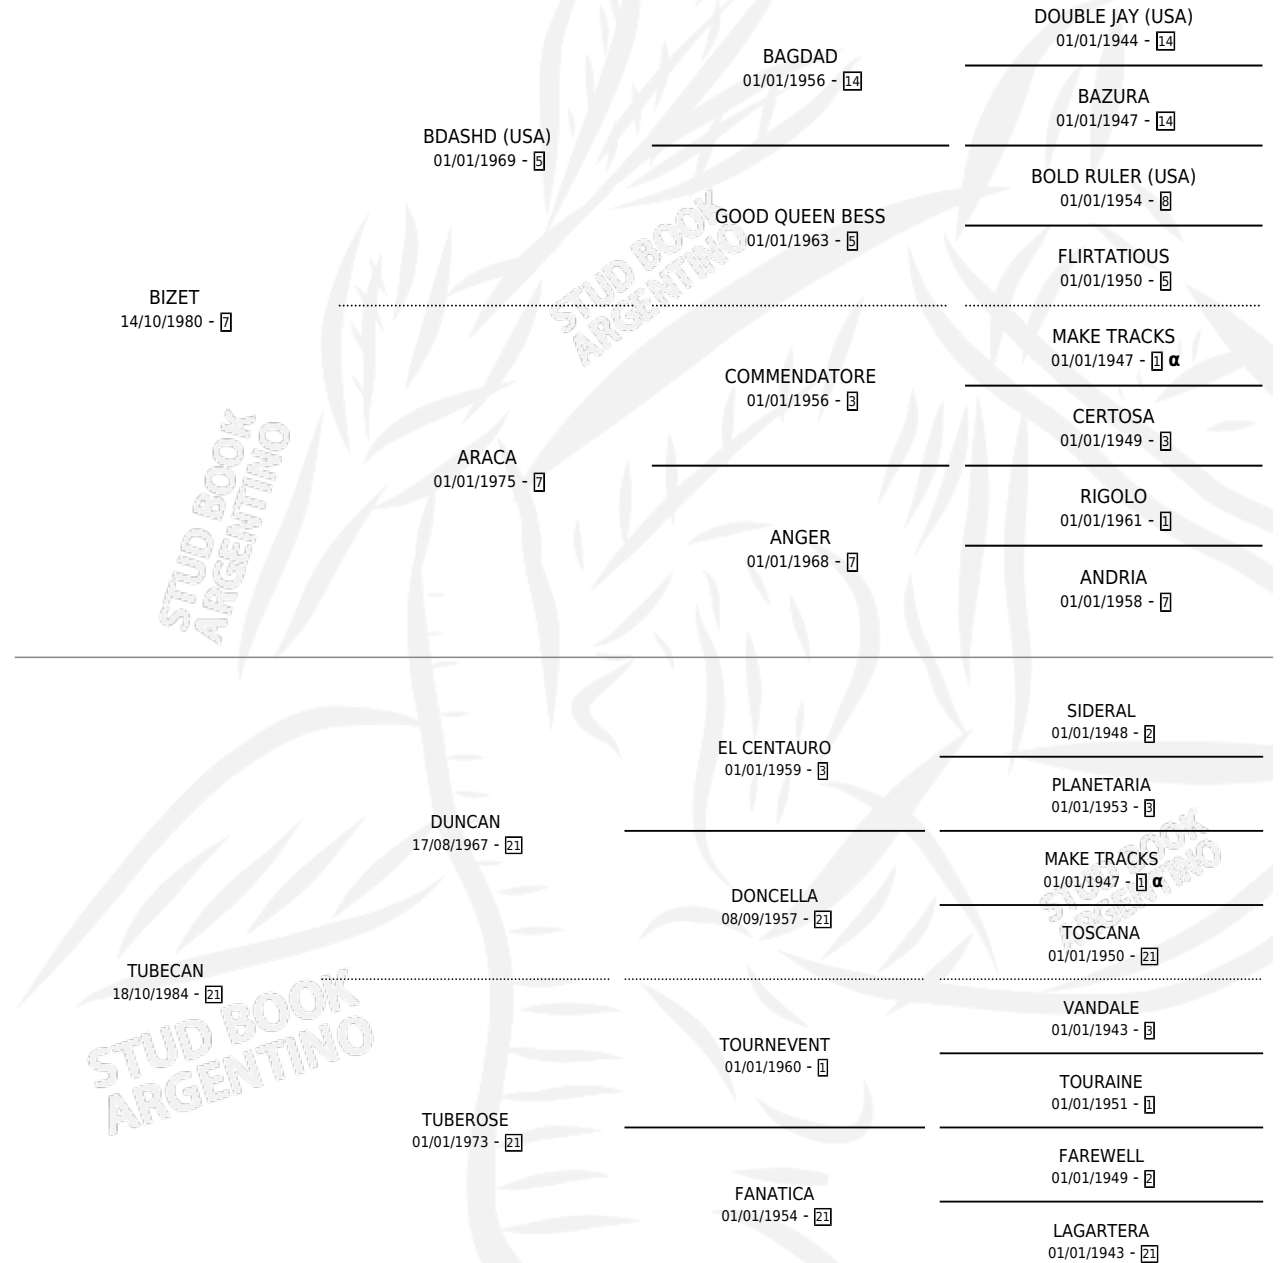 DOUBLE JAY (USA)
01/01/1944 - 14
BAGDAD
01/01/1956 - 14
BAZURA
01/01/1947 - 14
BDASHD (USA)
01/01/1969 - 5
BOLD RULER (USA)
01/01/1954 - 8
GOOD QUEEN BESS
01/01/1963 - 5
FLIRTATIOUS
01/01/1950 - 5
BIZET
14/10/1980 - 7
MAKE TRACKS
01/01/1947 - 1 α
COMMENDATORE
01/01/1956 - 3
CERTOSA
01/01/1949 - 3
ARACA
01/01/1975 - 7
RIGOLO
01/01/1961 - 1
ANGER
01/01/1968 - 7
ANDRIA
01/01/1958 - 7
SIDERAL
01/01/1948 - 2
EL CENTAURO
01/01/1959 - 3
PLANETARIA
01/01/1953 - 3
DUNCAN
17/08/1967 - 21
MAKE TRACKS
01/01/1947 - 1 α
DONCELLA
08/09/1957 - 21
TOSCANA
01/01/1950 - 21
TUBECAN
18/10/1984 - 21
VANDALE
01/01/1943 - 3
TOURNEVENT
01/01/1960 - 1
TOURAINE
01/01/1951 - 1
TUBEROSE
01/01/1973 - 21
FAREWELL
01/01/1949 - 2
FANATICA
01/01/1954 - 21
LAGARTERA
01/01/1943 - 21
STUD BOOK
ARGENTINO
STUD BOOK
ARGENTINO
STUD BOOK
ARGENTINO
STUD BOOK
ARGENTINO